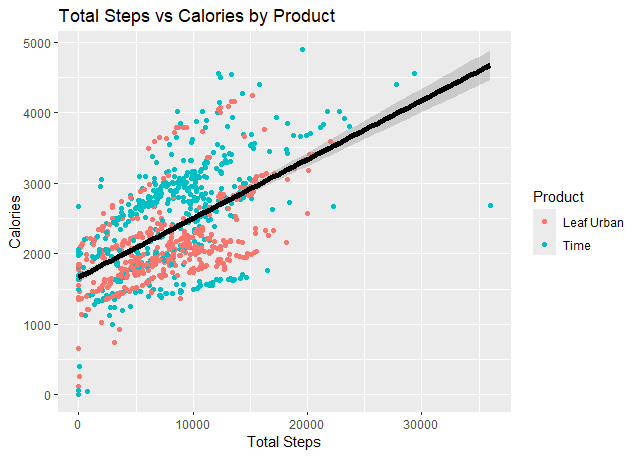 Total Steps vs Calories by Product
5000
4000
3000
2000
1000
0
Calories
0 10000 20000 30000
Total Steps
Product
Leaf Urban
Time